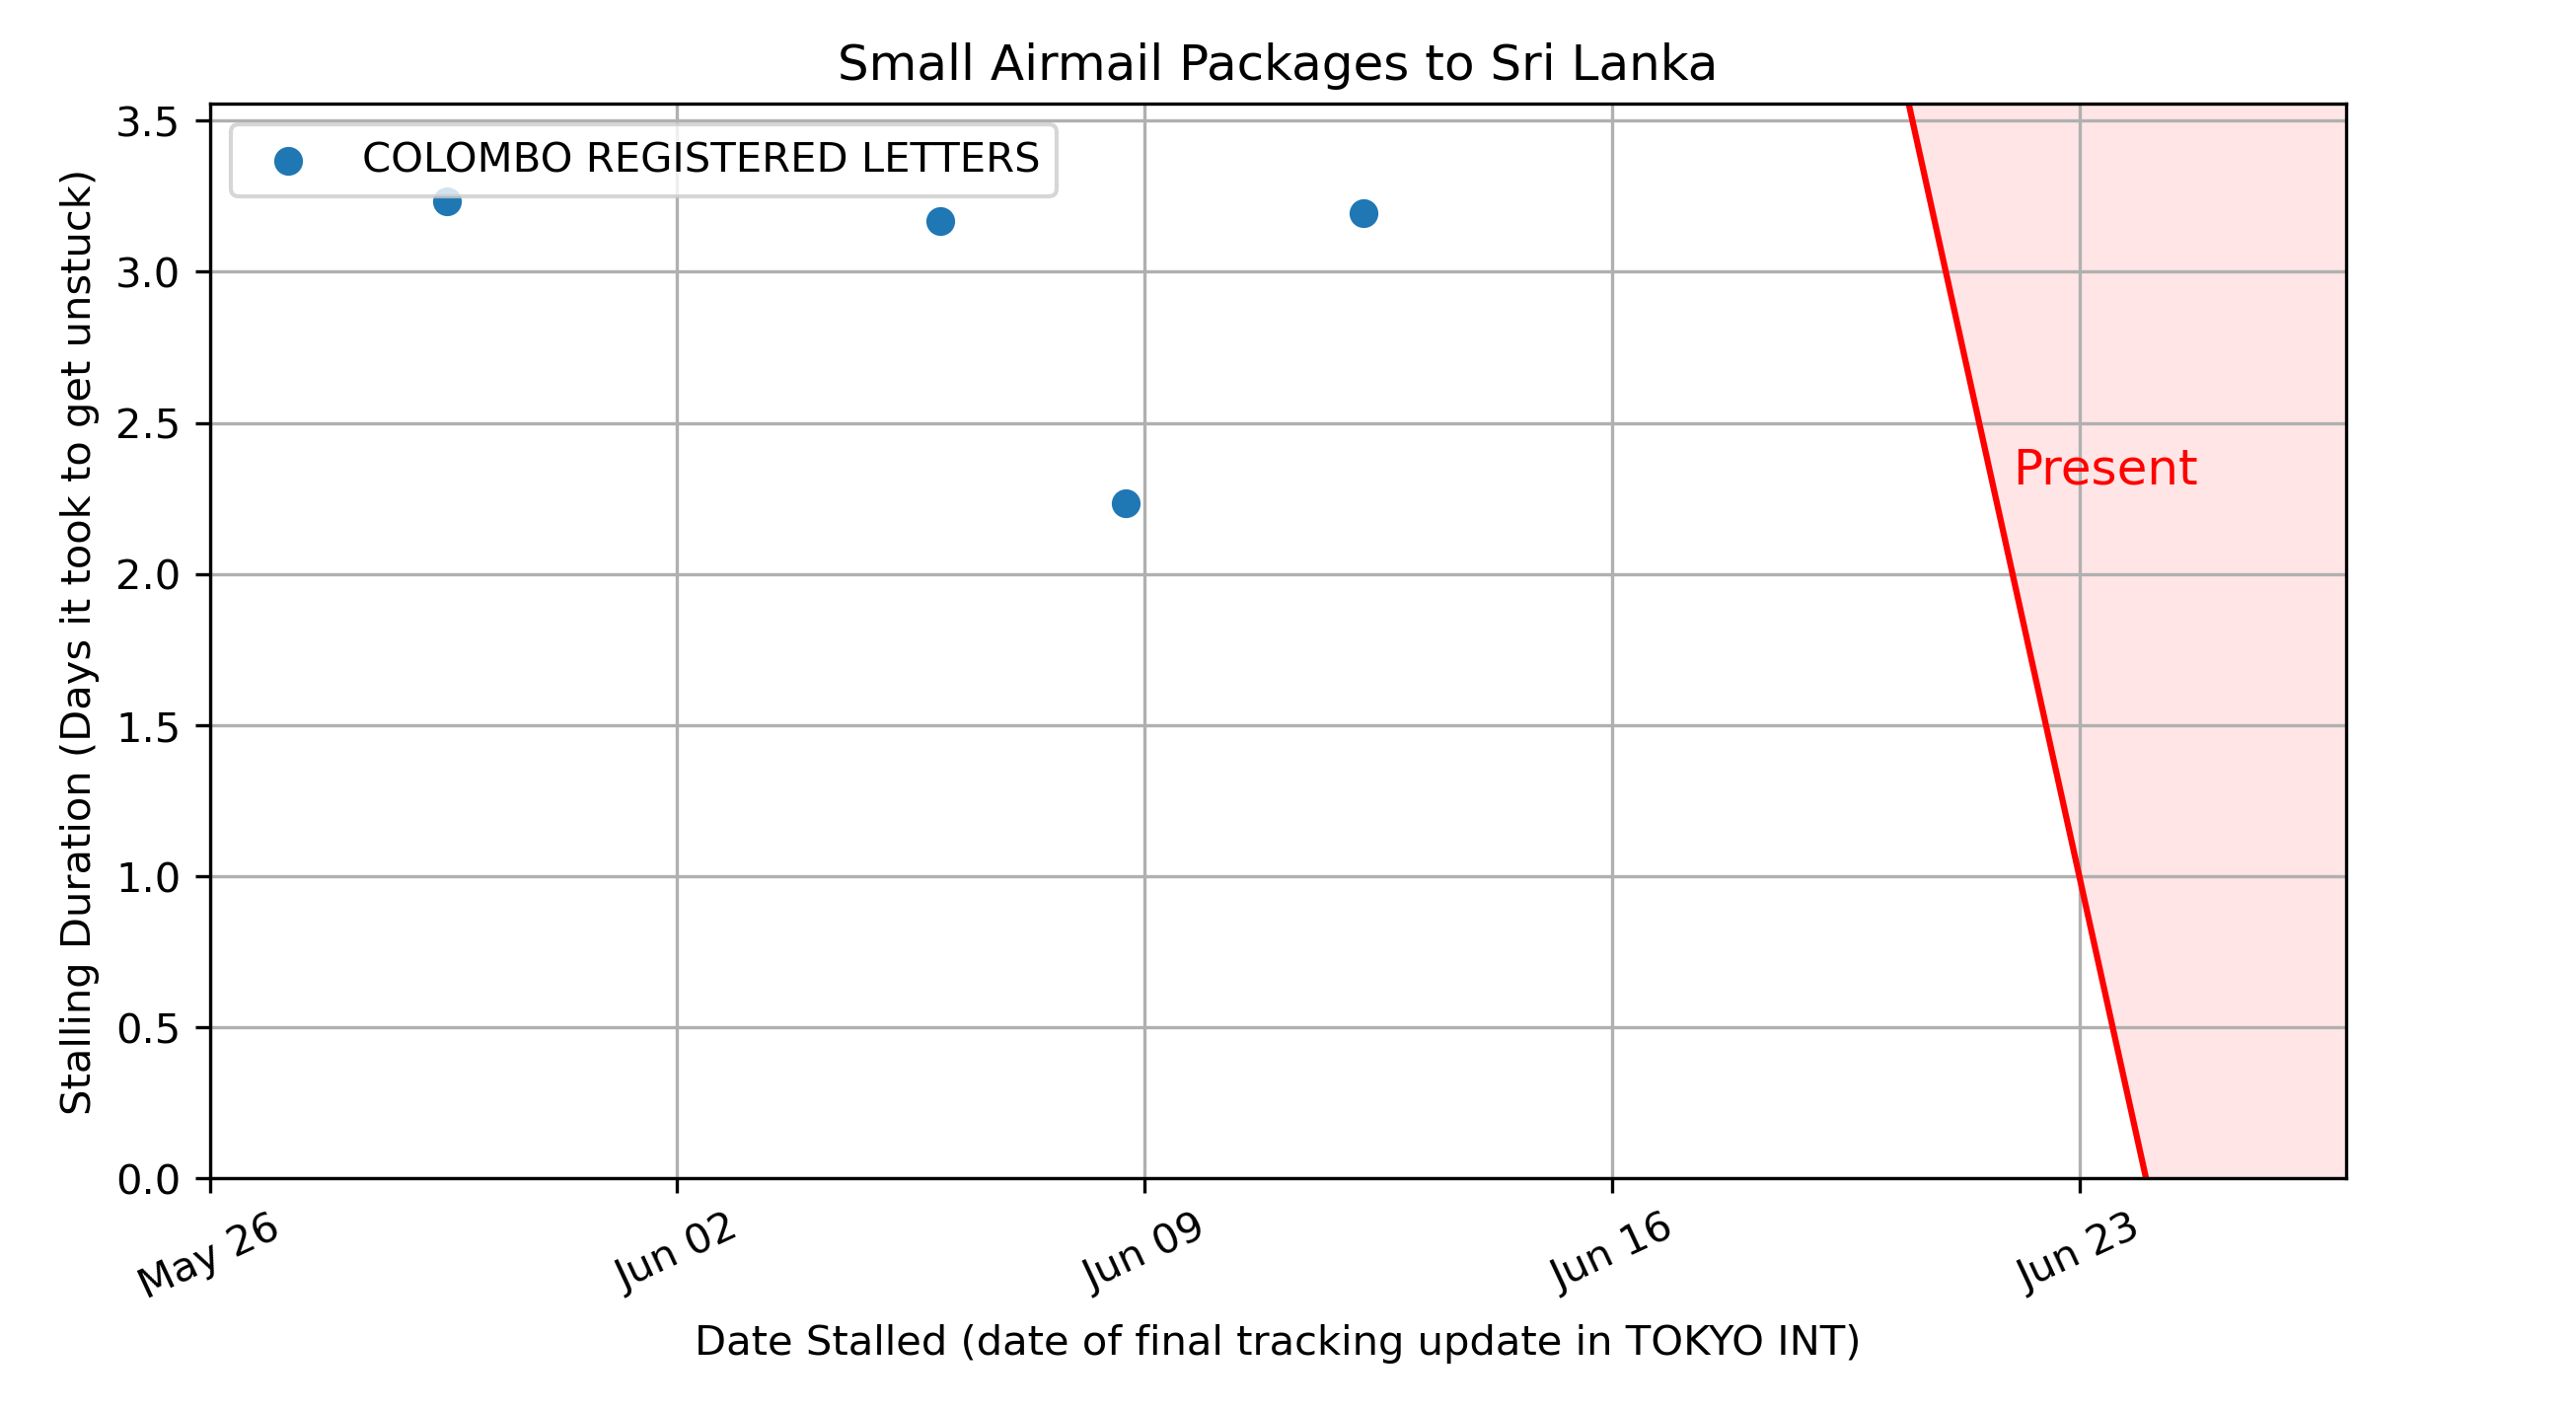 Small Airmail Packages to Sri Lanka
COLOMBO REGISTERED LETTERS
Stalling Duration (Days it took to get unstuck)
3.5
3.0
2.5
2.0
1.5
1.0
0.5
0.0
Present
May 26
Jun 02
Jun 09
Jun 16
Jun 23
Date Stalled (date of final tracking update in TOKYO INT)